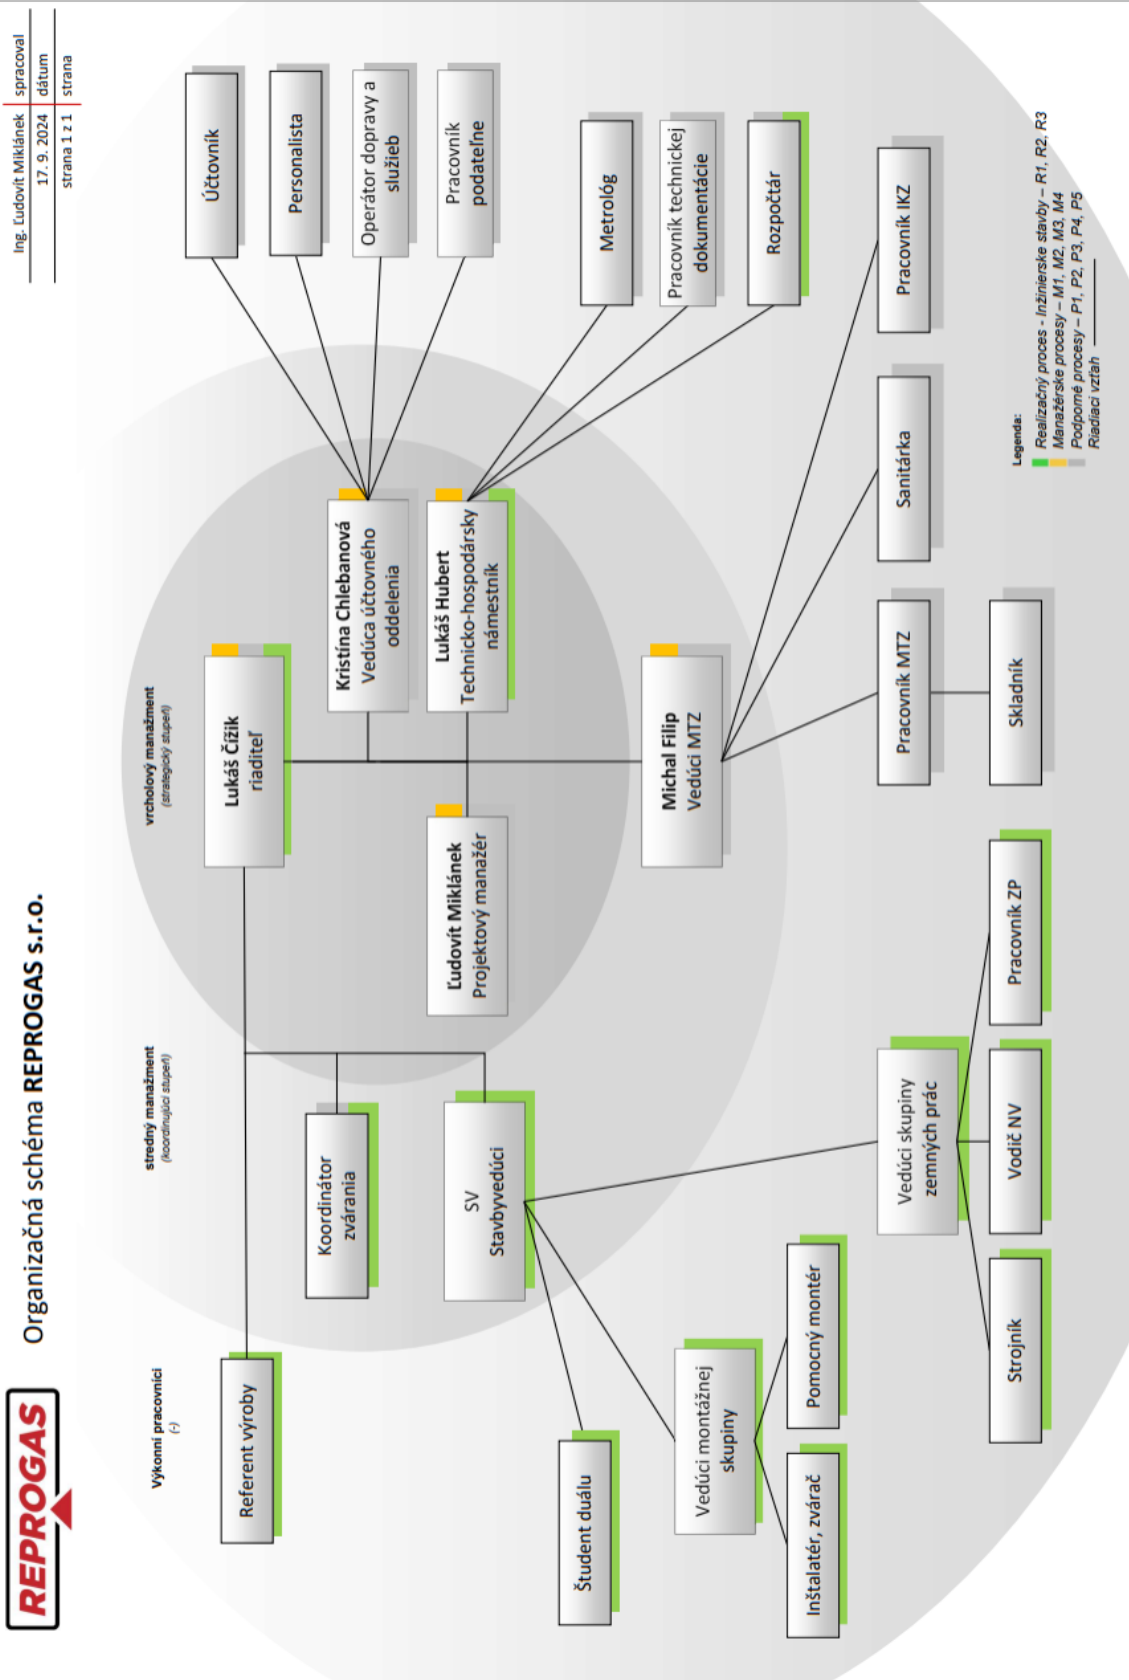 REPROGAS
Organizačná schéma REPROGAS s.r.o.
Ing. Ľudovít Miklánek spracoval
17. 9. 2024 dátum
strana 1 z 1 strana
Výkonní pracovníci
(-)
stredný manažment
(koordinujúci stupeň)
vrcholový manažment
(strategický stupeň)
Referent výroby
Lukáš Čížik
riaditeľ
Účtovník
Personalista
Operátor dopravy a
služieb
Pracovník
podateľne
Koordinátor
zvárania
Kristína Chlebanová
Vedúca účtovného
oddelenia
SV
Stavbyvedúci
Ľudovít Miklánek
Projektový manažér
Lukáš Hubert
Technicko-hospodársky
námestník
Metrológ
Pracovník technickej
dokumentácie
Rozpočtár
Študent duálu
Vedúci montážnej
skupiny
Michal Filip
Vedúci MTZ
Inštalatér, zvárač
Pomocný montér
Vedúci skupiny
zemných prác
Pracovník MTZ
Sanitárka
Pracovník IKZ
Strojník
Vodič NV
Pracovník ZP
Skladník
Legenda:
Realizačný proces - Inžinierske stavby – R1, R2, R3
Manažérske procesy – M1, M2, M3, M4
Podporné procesy – P1, P2, P3, P4, P5
Riadiaci vzťah